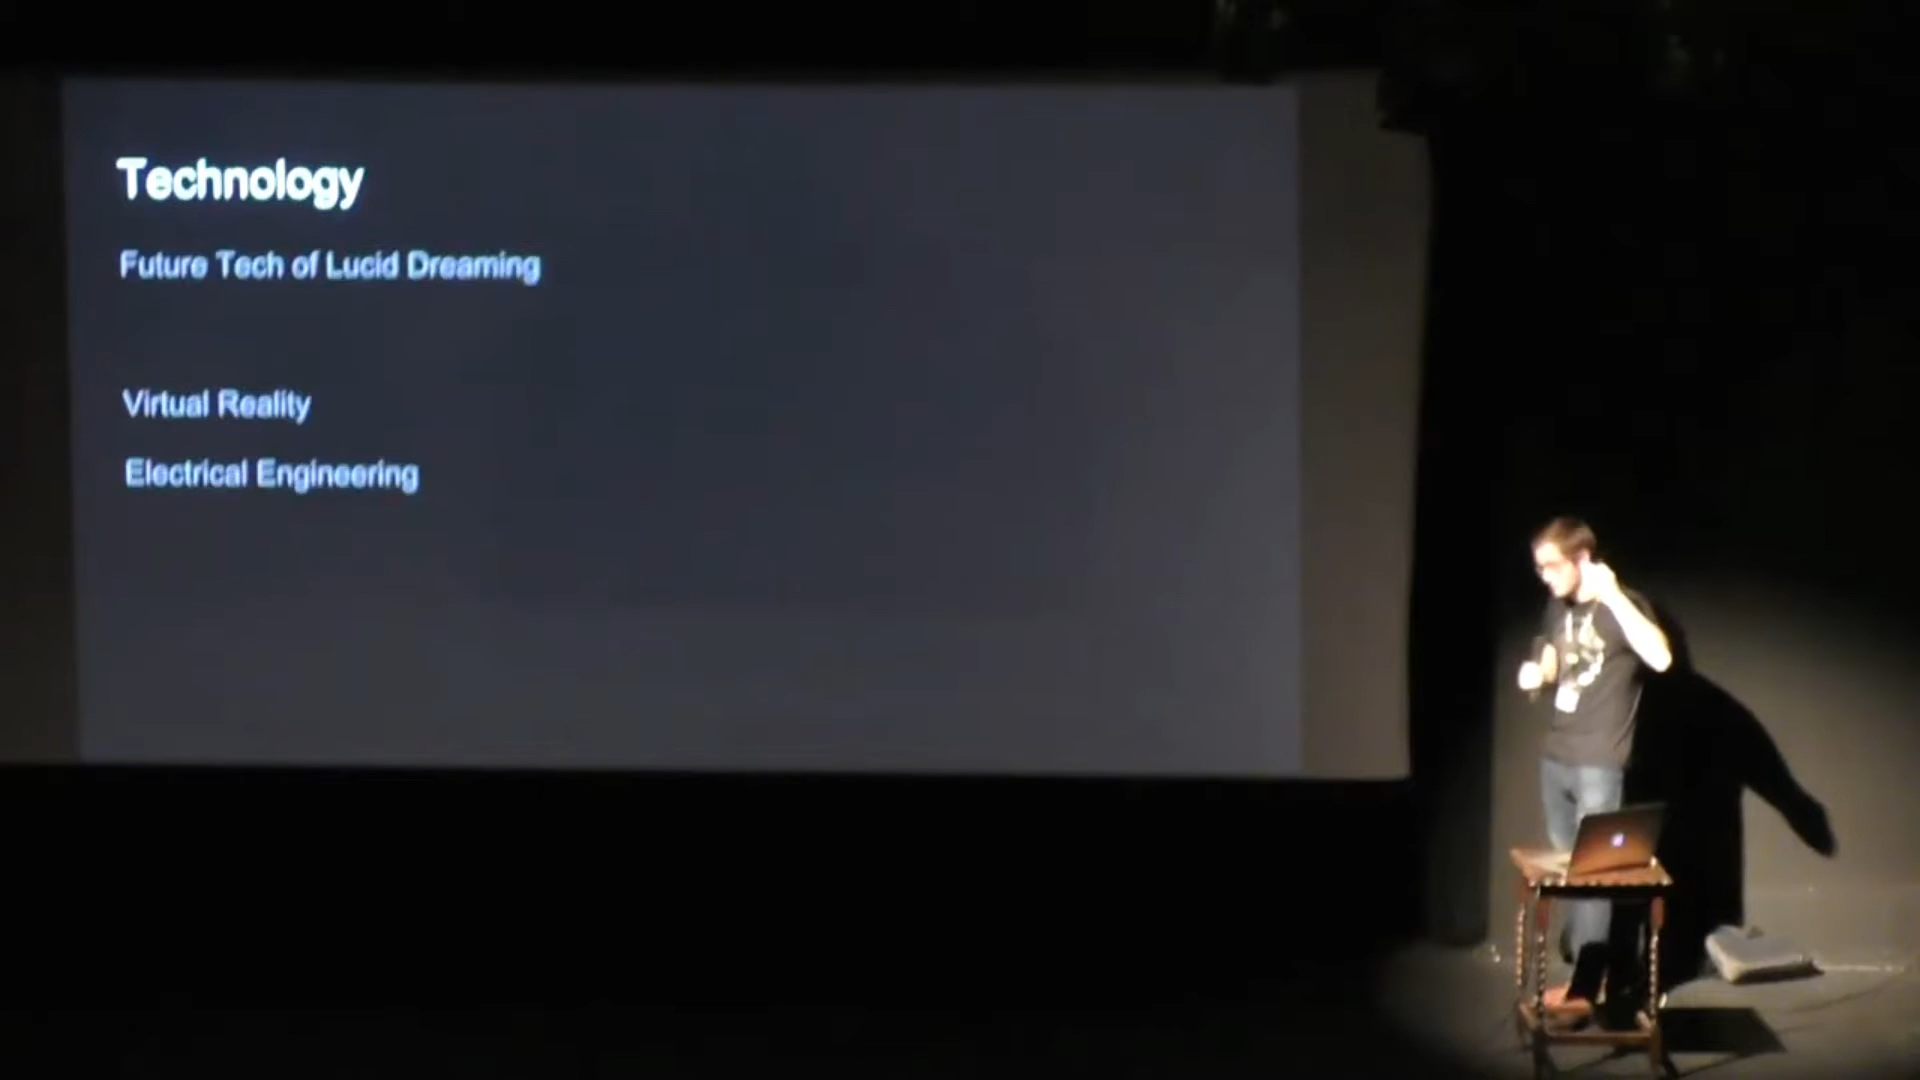 Technology
Future Tech of Lucid Dreaming
Virtual Reality
Electrical Engineering